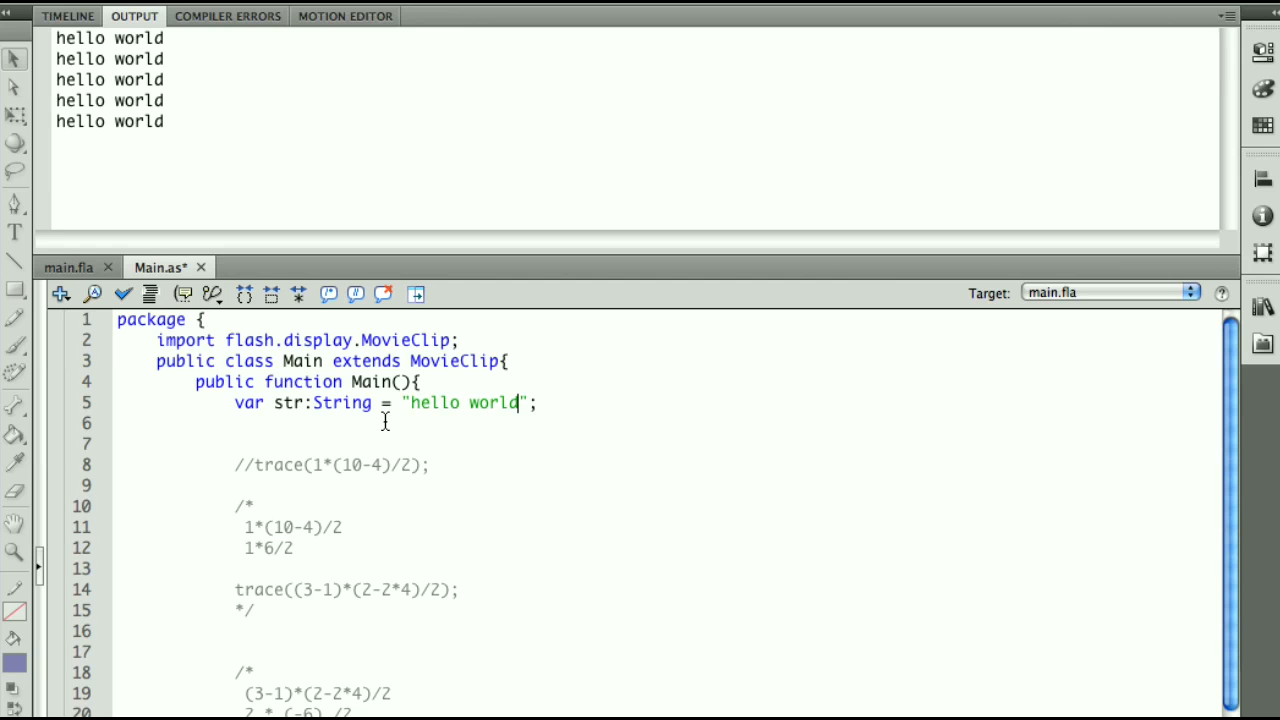 TIMELINE OUTPUT COMPILER ERRORS MOTION EDITOR
hello world
hello world
hello world
hello world
hello world
main.fla Main.as*
Target: main.fla
1 package {
2 import flash.display.MovieClip;
3 public class Main extends MovieClip{
4 public function Main(){
5 var str:String = "hello world";
6
7
8 //trace(1*(10-4)/2);
9
10 /*
11 1*(10-4)/2
12 1*6/2
13
14 trace((3-1)*(2-2*4)/2);
15 */
16
17
18 /*
19 (3-1)*(2-2*4)/2
20 2 * (-6) /2